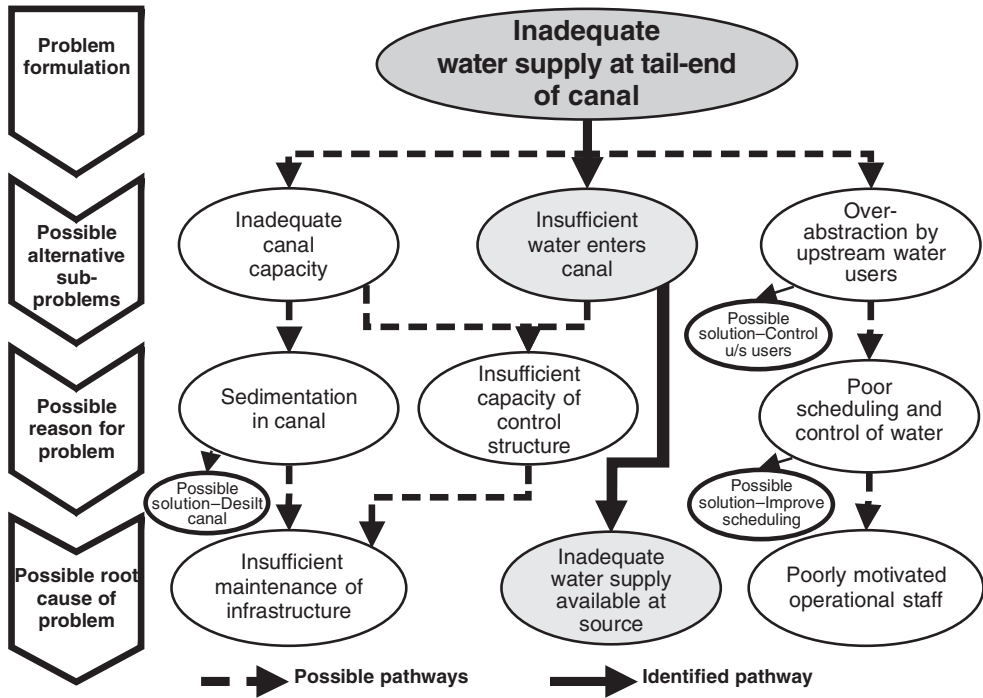 Problem
formulation
Inadequate
water supply at tail-end
of canal
Possible
alternative
sub-
problems
Inadequate
canal
capacity
Insufficient
water enters
canal
Over-
abstraction by
upstream water
users
Possible
solution–Control
u/s users
Possible
reason for
problem
Sedimentation
in canal
Insufficient
capacity of
control
structure
Poor
scheduling and
control of water
Possible
solution–Desilt
canal
Possible
solution–Improve
scheduling
Possible root
cause of
problem
Insufficient
maintenance of
infrastructure
Inadequate
water supply
available at
source
Poorly motivated
operational staff
Possible pathways
Identified pathway